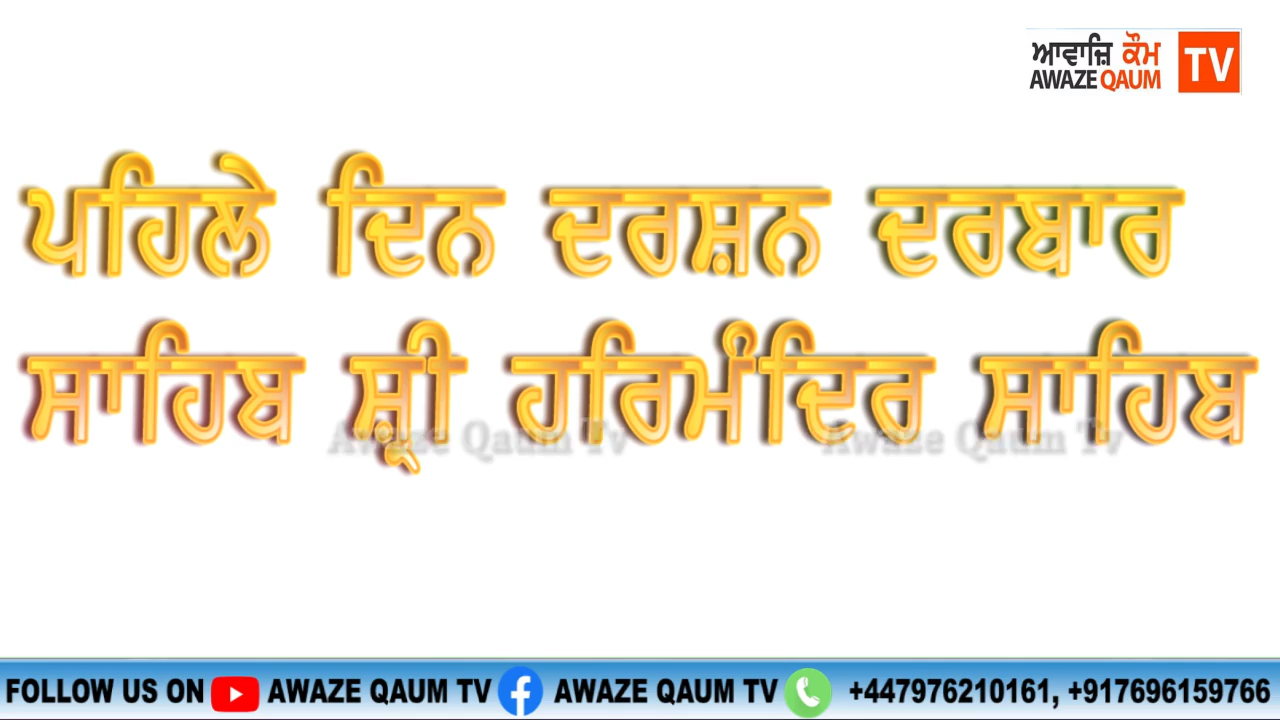 ਆਵਾਜ਼ਿ ਕੌਮ TV
AWAZE QAUM
ਪਹਿਲੇ ਦਿਨ ਦਰਸ਼ਨ ਦਰਬਾਰ
ਸਾਹਿਬ ਸ਼੍ਰੀ ਹਰਿਮੰਦਿਰ ਸਾਹਿਬ
Awaze Qaum Tv Awaze Qaum Tv
FOLLOW US ON AWAZE QAUM TV AWAZE QAUM TV +447976210161, +917696159766